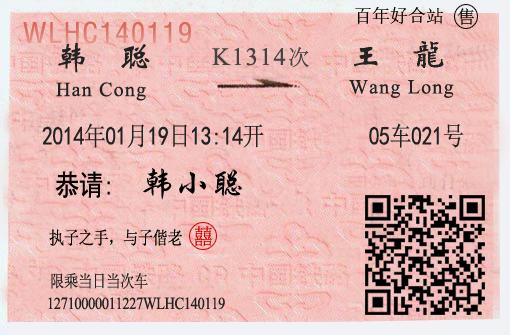 百年好合站 售
WLHC140119
韩 聪 K1314次 王 龍
Han Cong Wang Long
2014年01月19日13:14开 05车021号
恭请: 韩小聪
执子之手，与子偕老 囍
限乘当日当次车
12710000011227WLHC140119